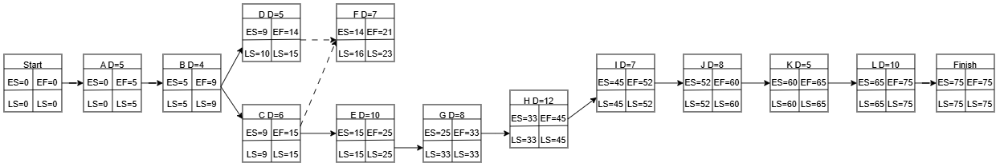 Start
ES=0 EF=0
LS=0 LS=0
A D=5
ES=0 EF=5
LS=0 LS=5
B D=4
ES=5 EF=9
LS=5 LS=9
D D=5
ES=9 EF=14
LS=10 LS=15
C D=6
ES=9 EF=15
LS=9 LS=15
F D=7
ES=14 EF=21
LS=16 LS=23
E D=10
ES=15 EF=25
LS=15 LS=25
G D=8
ES=25 EF=33
LS=33 LS=33
H D=12
ES=33 EF=45
LS=33 LS=45
I D=7
ES=45 EF=52
LS=45 LS=52
J D=8
ES=52 EF=60
LS=52 LS=60
K D=5
ES=60 EF=65
LS=60 LS=65
L D=10
ES=65 EF=75
LS=65 LS=75
Finish
ES=75 EF=75
LS=75 LS=75